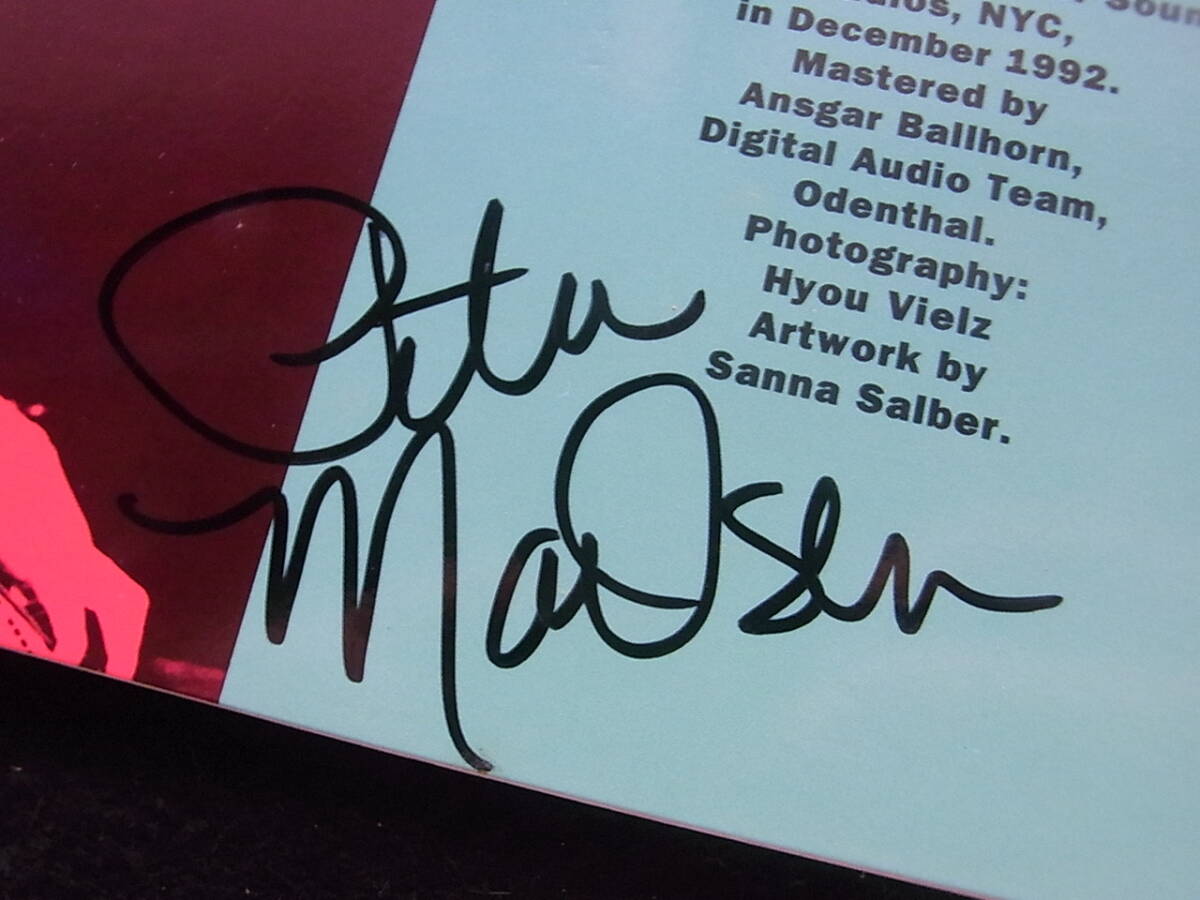 NYC,
in December 1992.
Mastered by
Ansgar Ballhorn,
Digital Audio Team,
Odenthal.
Photography:
Hyou Vielz
Artwork by
Sanna Salber.
Peter
Madsen